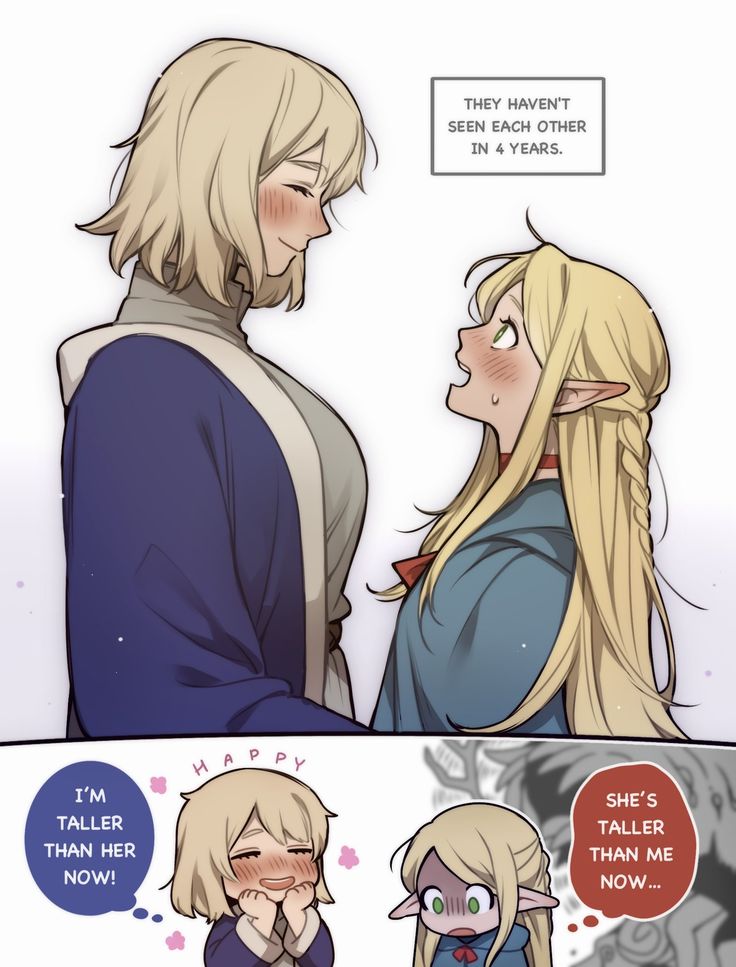 THEY HAVEN'T
SEEN EACH OTHER
IN 4 YEARS.
HAPPY
I'M
TALLER
THAN HER
NOW!
SHE'S
TALLER
THAN ME
NOW...